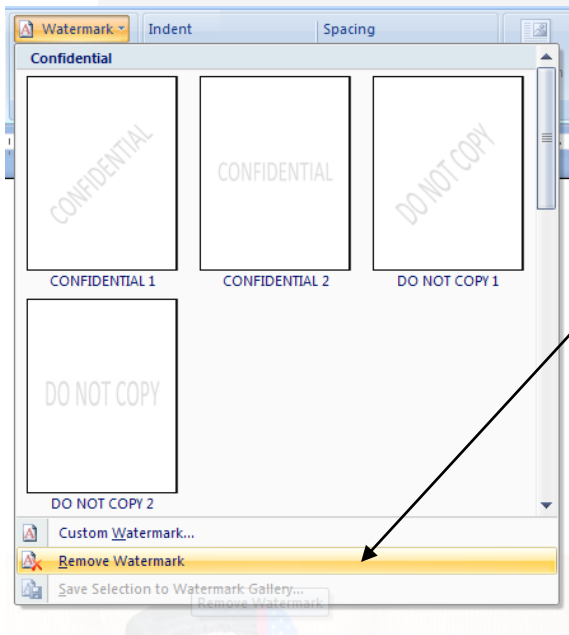 Watermark Indent Spacing
Confidential
CONFIDENTIAL CONFIDENTIAL DO NOT COPY
CONFIDENTIAL 1 CONFIDENTIAL 2 DO NOT COPY 1
DO NOT COPY
DO NOT COPY 2
Custom Watermark...
Remove Watermark
Save Selection to Watermark Gallery...
Remove Watermark